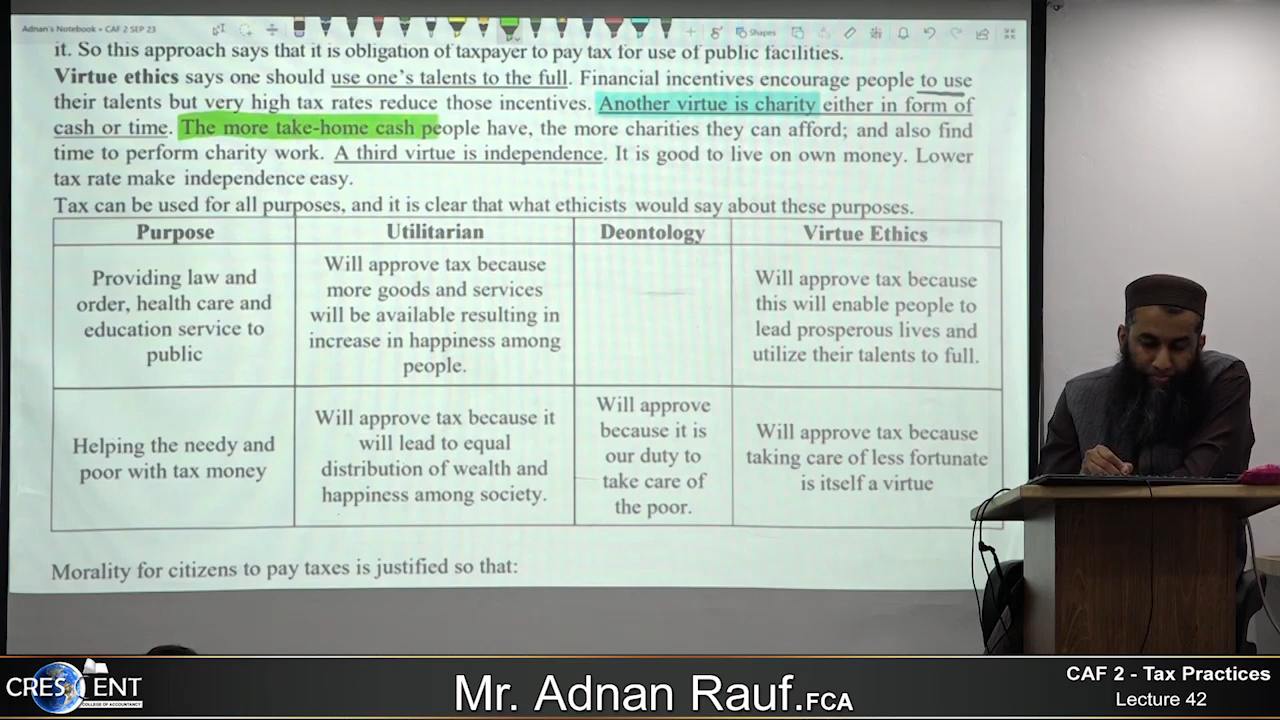 Adnan's Notebook » CAF 2 SEP 23
Shapes
it. So this approach says that it is obligation of taxpayer to pay tax for use of public facilities.
Virtue ethics says one should use one's talents to the full. Financial incentives encourage people to use
their talents but very high tax rates reduce those incentives. Another virtue is charity either in form of
cash or time. The more take-home cash people have, the more charities they can afford; and also find
time to perform charity work. A third virtue is independence. It is good to live on own money. Lower
tax rate make independence easy.
Tax can be used for all purposes, and it is clear that what ethicists would say about these purposes.
Purpose
Utilitarian
Deontology
Virtue Ethics
Providing law and
order, health care and
education service to
public
Will approve tax because
more goods and services
will be available resulting in
increase in happiness among
people.
Will approve tax because
this will enable people to
lead prosperous lives and
utilize their talents to full.
Helping the needy and
poor with tax money
Will approve tax because it
will lead to equal
distribution of wealth and
happiness among society.
Will approve
because it is
our duty to
take care of
the poor.
Will approve tax because
taking care of less fortunate
is itself a virtue
Morality for citizens to pay taxes is justified so that:
CRESCENT
COLLEGE OF ACCOUNTANCY
Mr. Adnan Rauf.FCA
CAF 2 - Tax Practices
Lecture 42